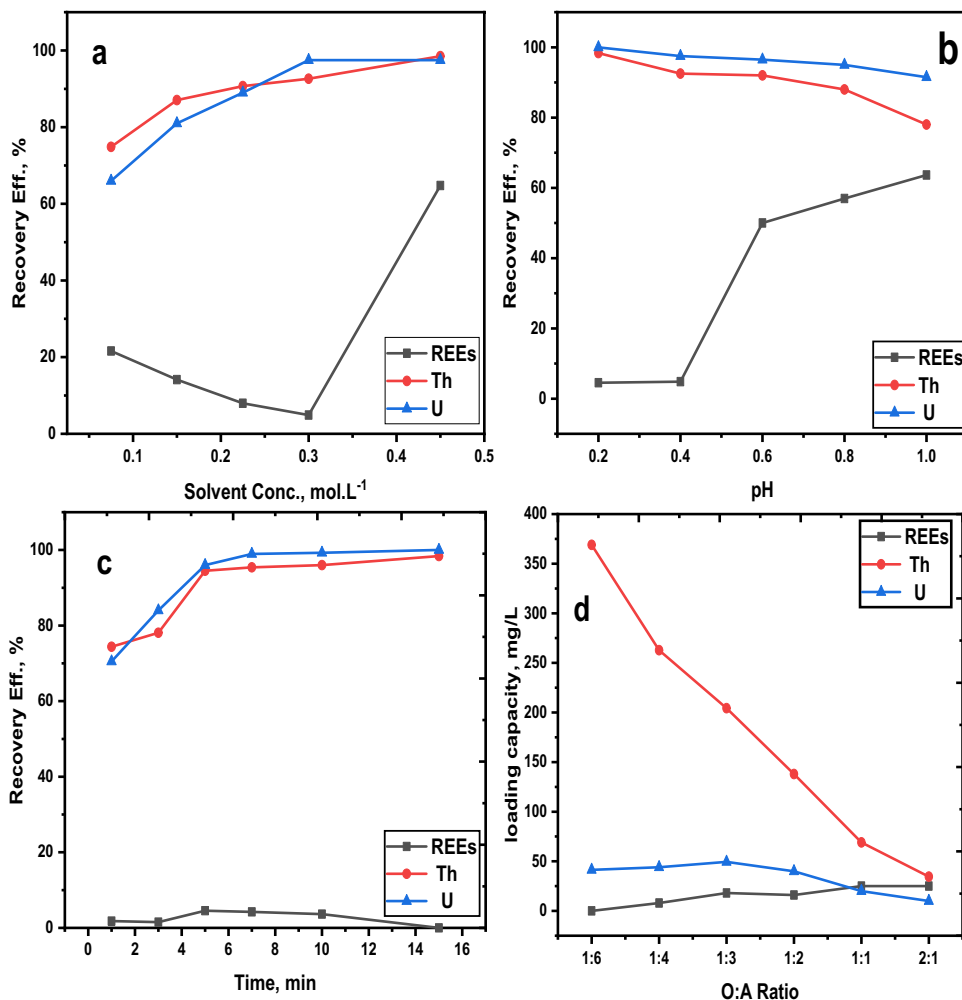 a
Recovery Eff., %
100
80
60
40
20
0
0.1
0.2
0.3
0.4
0.5
Solvent Conc., mol.L⁻¹
REEs
Th
U
b
Recovery Eff., %
100
80
60
40
20
0
0.2
0.4
0.6
0.8
1.0
pH
REEs
Th
U
c
Recovery Eff., %
100
80
60
40
20
0
0
2
4
6
8
10
12
14
16
Time, min
REEs
Th
U
d
loading capacity, mg/L
400
350
300
250
200
150
100
50
0
1:6
1:4
1:3
1:2
1:1
2:1
O:A Ratio
REEs
Th
U